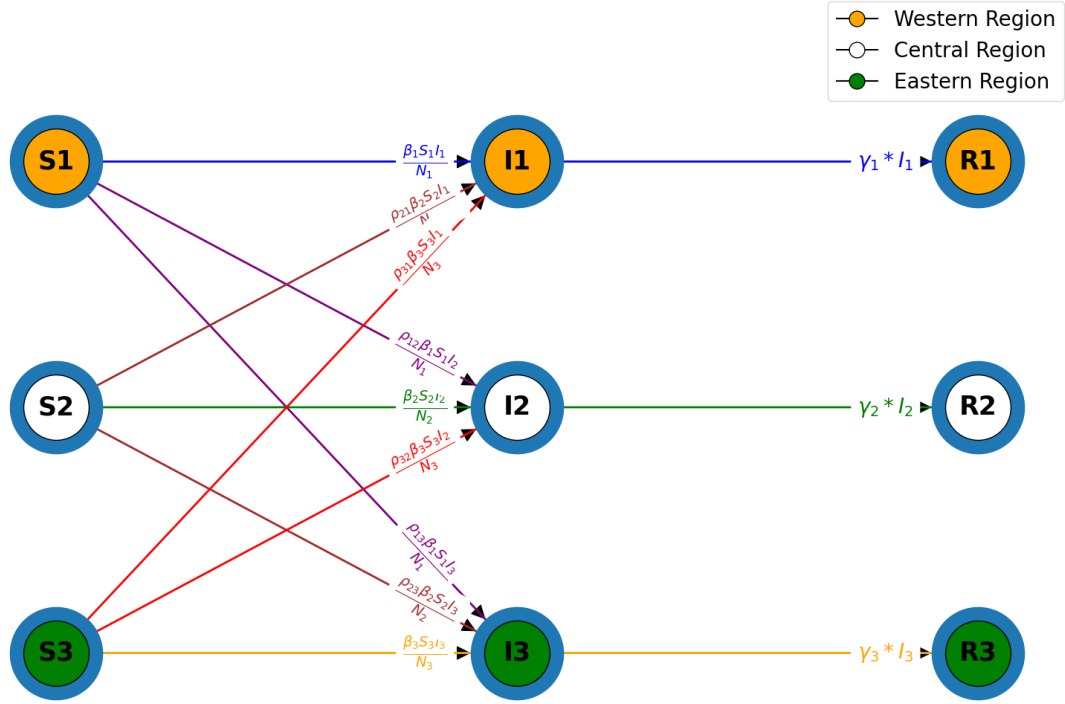 Western Region
Central Region
Eastern Region
S1
β₁S₁I₁
N₁
I1
γ₁ * I₁
R1
ρ₂₁β₂S₂I₁
ρ₃₁β₃S₃I₁
N₃
ρ₁₂β₁S₁I₂
N₁
S2
β₂S₂I₂
N₂
I2
γ₂ * I₂
R2
ρ₃₂β₃S₃I₂
N₃
ρ₁₃β₁S₁I₃
N₁
ρ₂₃β₂S₂I₃
N₂
S3
β₃S₃I₃
N₃
I3
γ₃ * I₃
R3